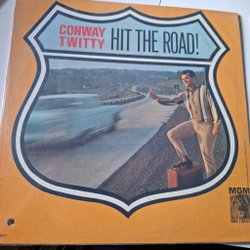 CONWAY
TWITTY
HIT THE ROAD!
MGM